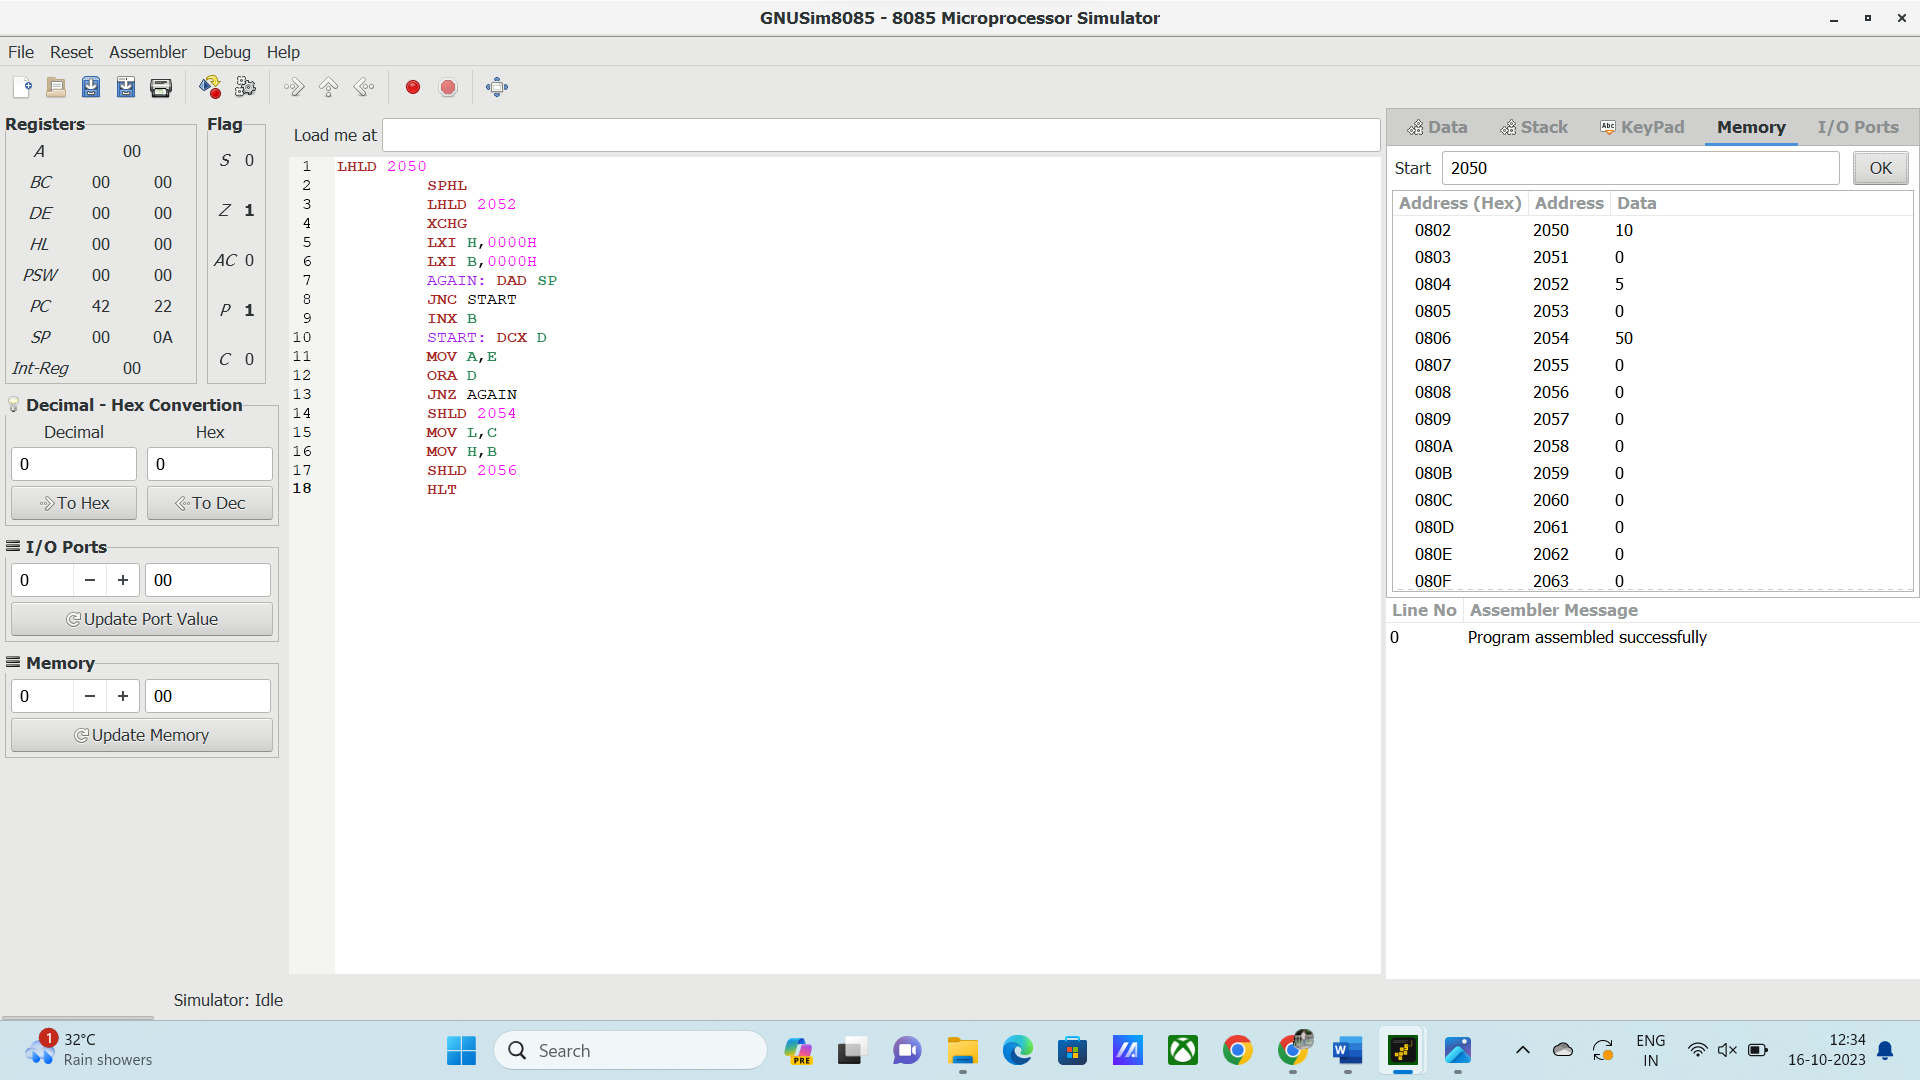 GNUSim8085 - 8085 Microprocessor Simulator
File Reset Assembler Debug Help
Registers
A 00
BC 00 00
DE 00 00
HL 00 00
PSW 00 00
PC 42 22
SP 00 0A
Int-Reg 00
Flag
S 0
Z 1
AC 0
P 1
C 0
Decimal - Hex Convertion
Decimal Hex
0 0
To Hex To Dec
I/O Ports
0 − + 00
Update Port Value
Memory
0 − + 00
Update Memory
Load me at
1 LHLD 2050
2 SPHL
3 LHLD 2052
4 XCHG
5 LXI H,0000H
6 LXI B,0000H
7 AGAIN: DAD SP
8 JNC START
9 INX B
10 START: DCX D
11 MOV A,E
12 ORA D
13 JNZ AGAIN
14 SHLD 2054
15 MOV L,C
16 MOV H,B
17 SHLD 2056
18 HLT
Data Stack Abc KeyPad Memory I/O Ports
Start 2050 OK
Address (Hex) Address Data
0802 2050 10
0803 2051 0
0804 2052 5
0805 2053 0
0806 2054 50
0807 2055 0
0808 2056 0
0809 2057 0
080A 2058 0
080B 2059 0
080C 2060 0
080D 2061 0
080E 2062 0
080F 2063 0
Line No Assembler Message
0 Program assembled successfully
Simulator: Idle
1
32°C
Rain showers
Search
PRE
ENG
IN
12:34
16-10-2023